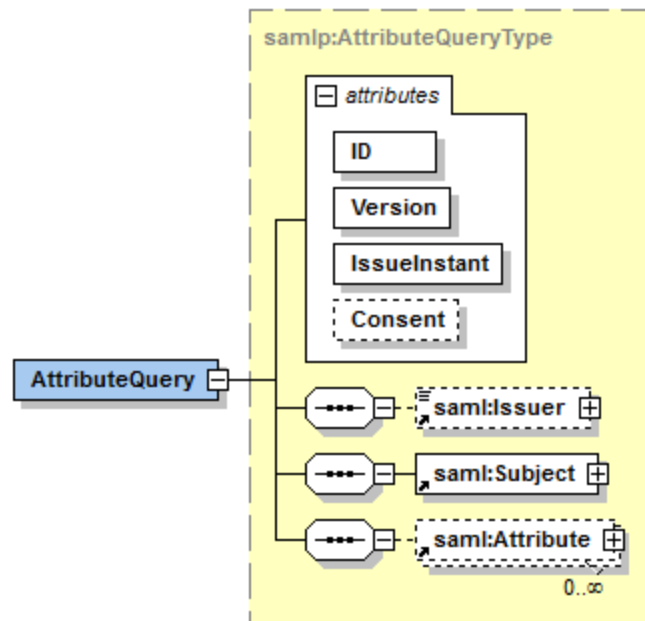 samlp:AttributeQueryType
attributes
ID
Version
IssueInstant
Consent
AttributeQuery
saml:Issuer
saml:Subject
saml:Attribute
0..∞